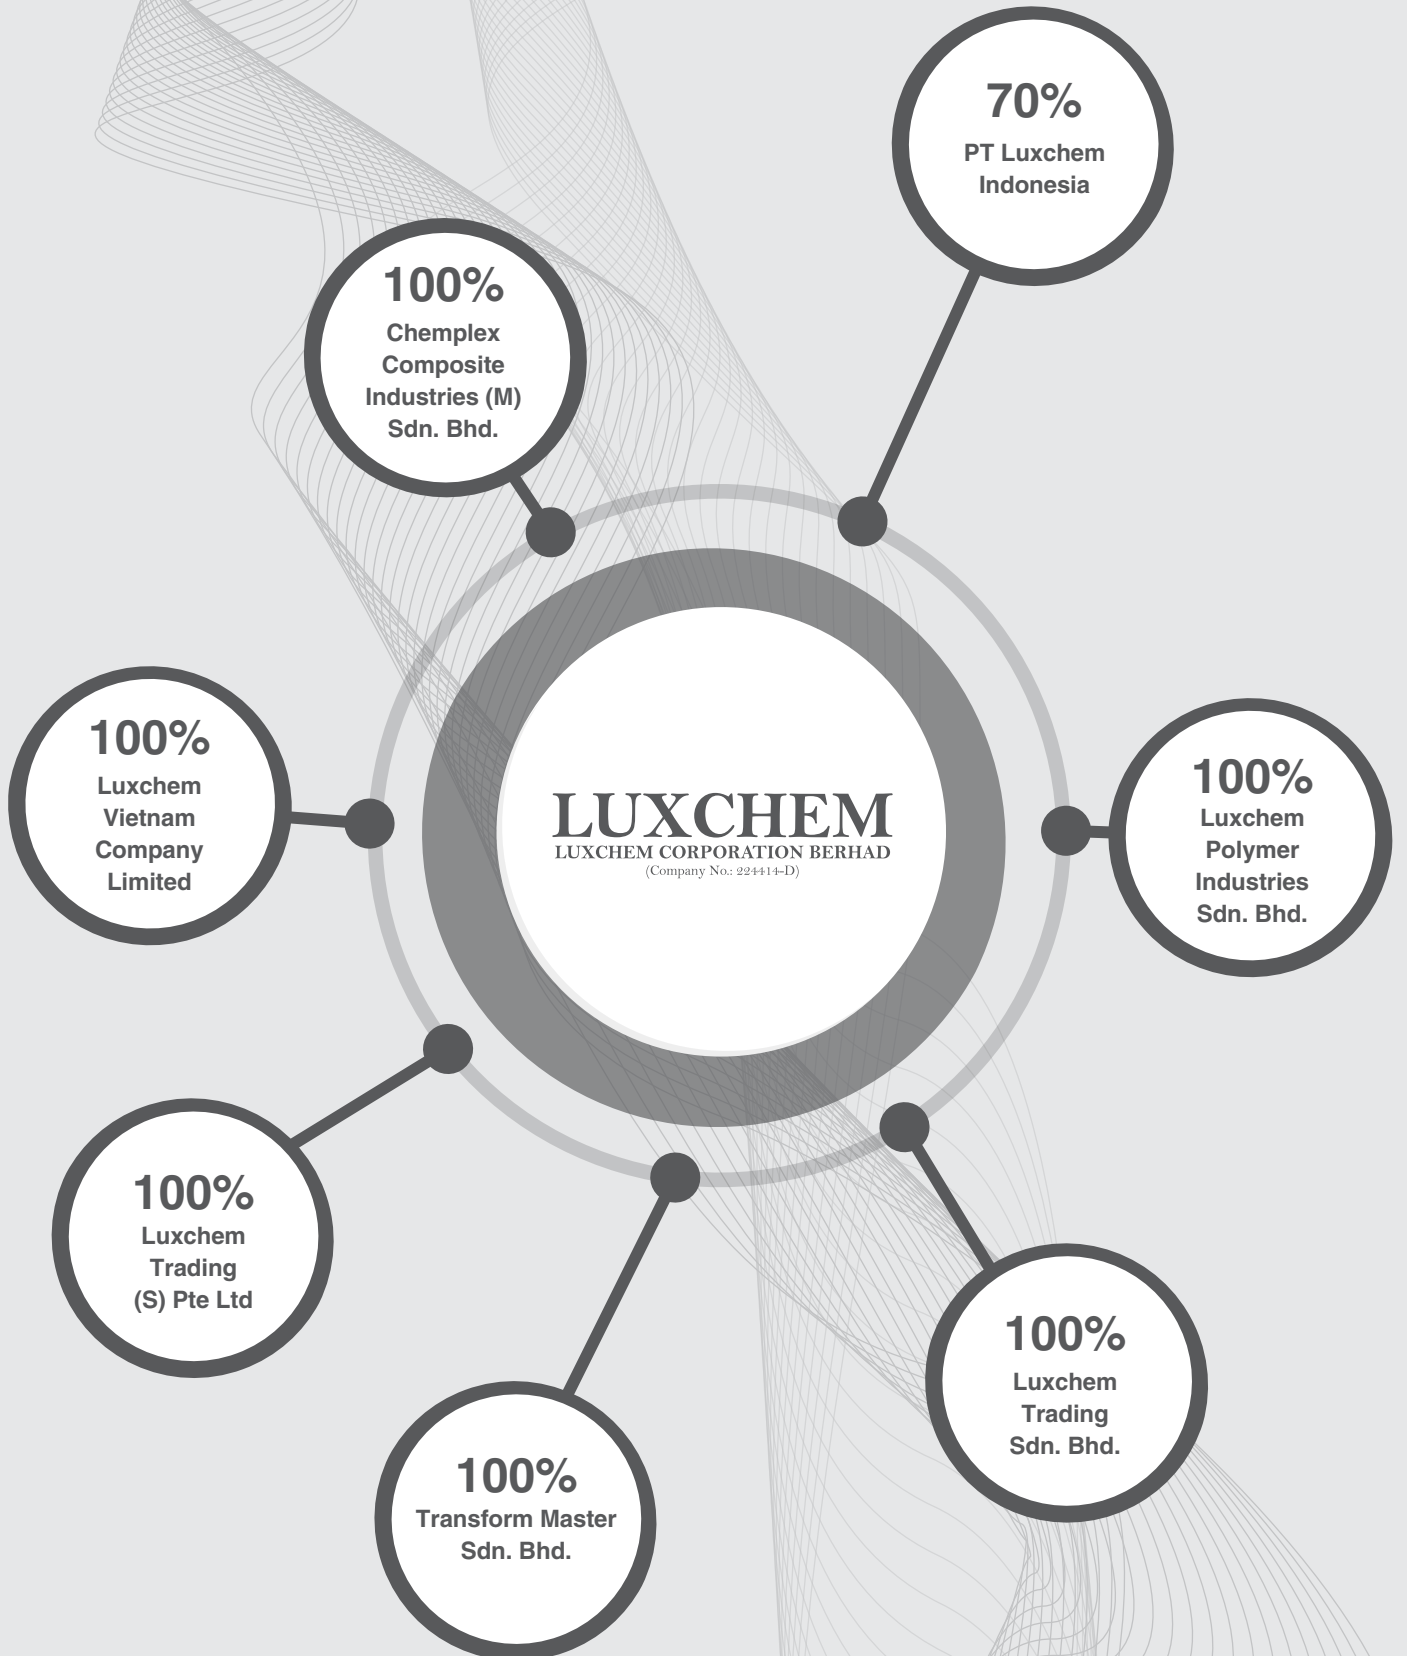 70%
PT Luxchem
Indonesia
100%
Chemplex
Composite
Industries (M)
Sdn. Bhd.
100%
Luxchem
Vietnam
Company
Limited
LUXCHEM
LUXCHEM CORPORATION BERHAD
(Company No.: 224414-D)
100%
Luxchem
Polymer
Industries
Sdn. Bhd.
100%
Luxchem
Trading
(S) Pte Ltd
100%
Luxchem
Trading
Sdn. Bhd.
100%
Transform Master
Sdn. Bhd.